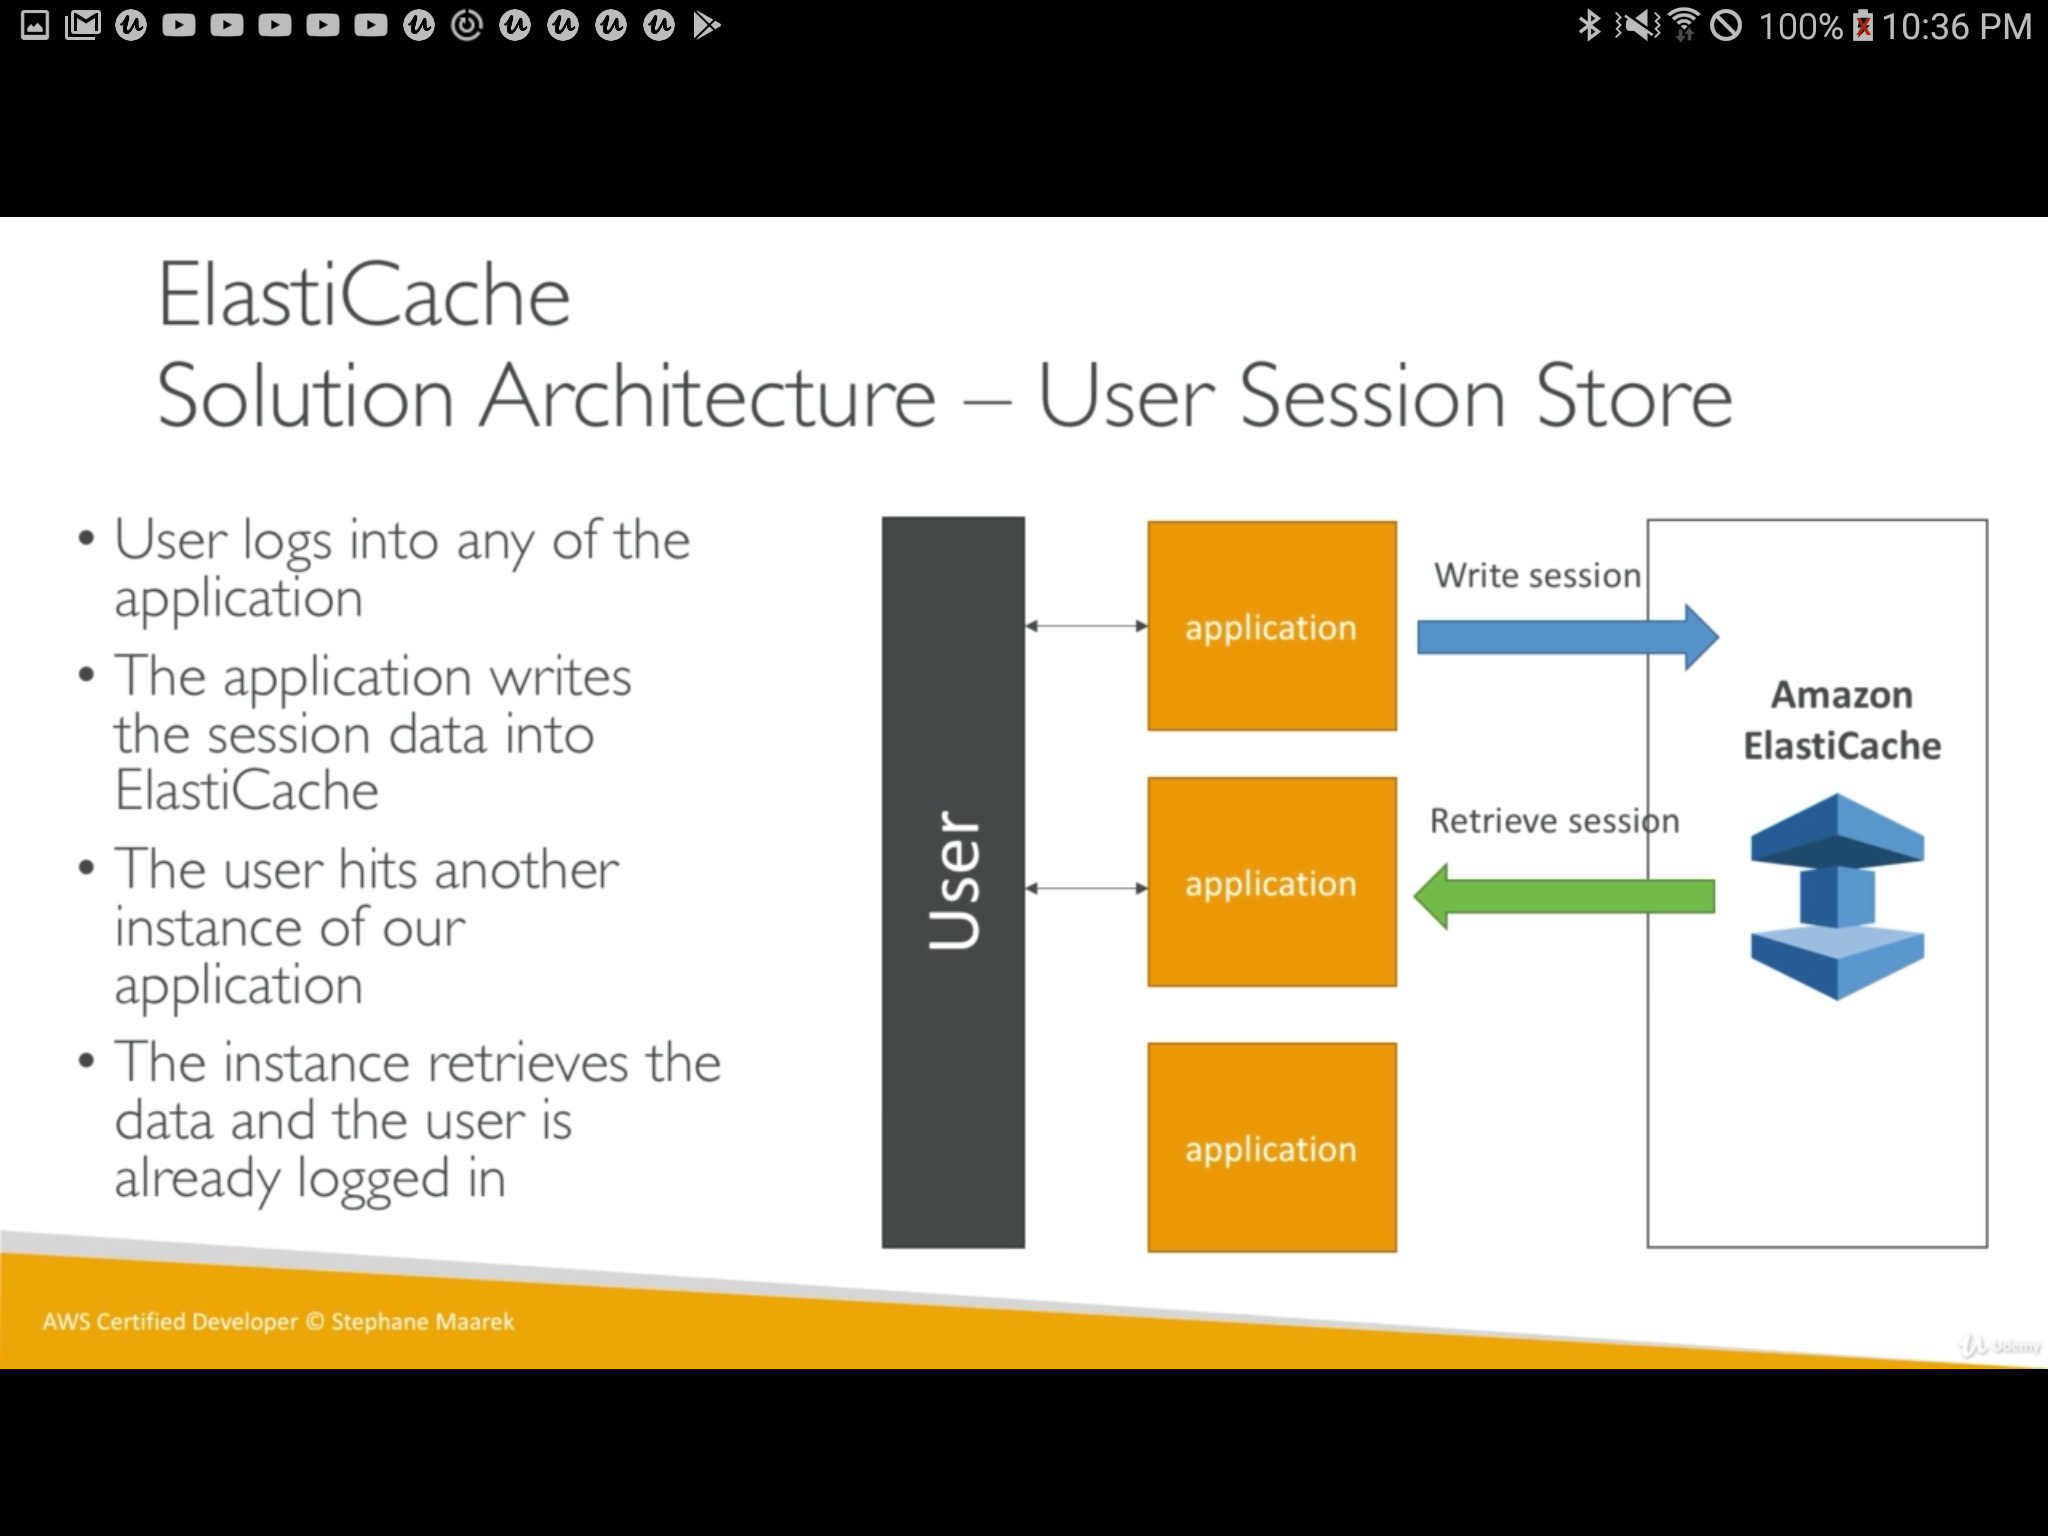 100% 10:36 PM
ElastiCache
Solution Architecture – User Session Store
• User logs into any of the
application
• The application writes
the session data into
ElastiCache
• The user hits another
instance of our
application
• The instance retrieves the
data and the user is
already logged in
User
application
application
application
Write session
Retrieve session
Amazon
ElastiCache
AWS Certified Developer © Stephane Maarek
Udemy